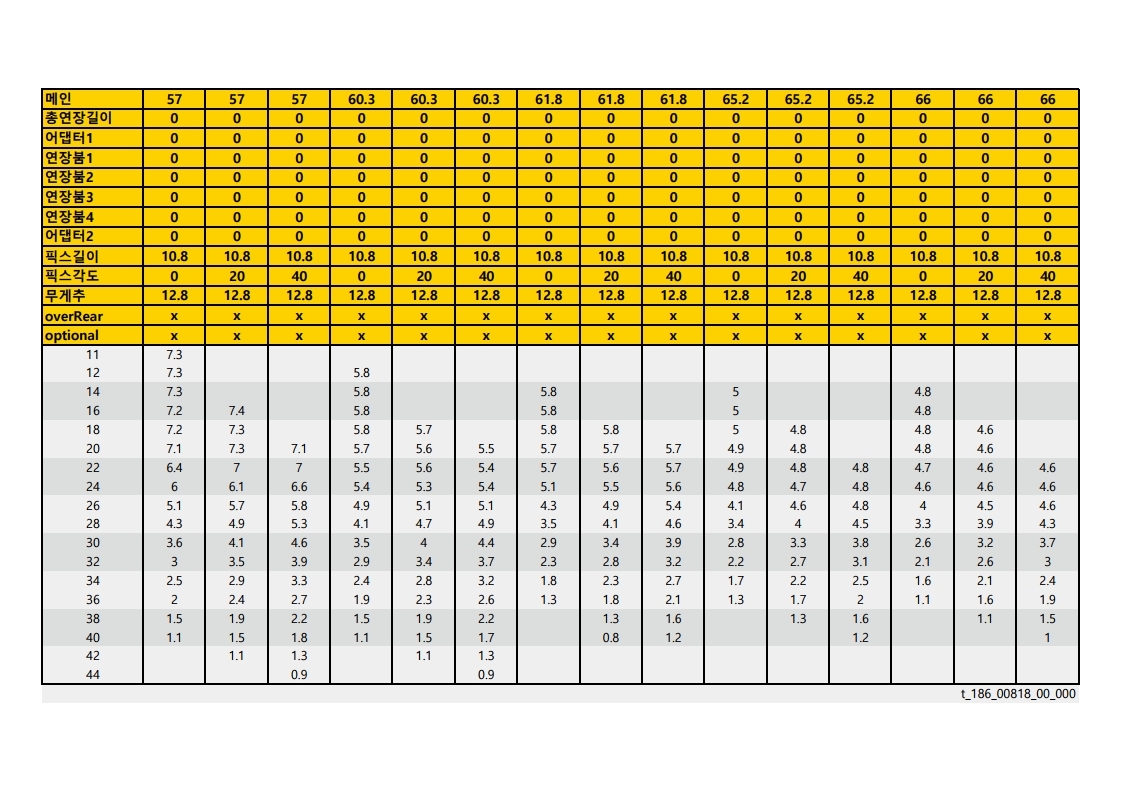 메인 57 57 57 60.3 60.3 60.3 61.8 61.8 61.8 65.2 65.2 65.2 66 66 66
총연장길이 0 0 0 0 0 0 0 0 0 0 0 0 0 0 0
어댑터1 0 0 0 0 0 0 0 0 0 0 0 0 0 0 0
연장붐1 0 0 0 0 0 0 0 0 0 0 0 0 0 0 0
연장붐2 0 0 0 0 0 0 0 0 0 0 0 0 0 0 0
연장붐3 0 0 0 0 0 0 0 0 0 0 0 0 0 0 0
연장붐4 0 0 0 0 0 0 0 0 0 0 0 0 0 0 0
어댑터2 0 0 0 0 0 0 0 0 0 0 0 0 0 0 0
픽스길이 10.8 10.8 10.8 10.8 10.8 10.8 10.8 10.8 10.8 10.8 10.8 10.8 10.8 10.8 10.8
픽스각도 0 20 40 0 20 40 0 20 40 0 20 40 0 20 40
무게추 12.8 12.8 12.8 12.8 12.8 12.8 12.8 12.8 12.8 12.8 12.8 12.8 12.8 12.8 12.8
overRear x x x x x x x x x x x x x x x
optional x x x x x x x x x x x x x x x
11 7.3
12 7.3 5.8
14 7.3 5.8 5.8 5 4.8
16 7.2 7.4 5.8 5.8 5 4.8
18 7.2 7.3 5.8 5.7 5.8 5.8 5 4.8 4.8 4.6
20 7.1 7.3 7.1 5.7 5.6 5.5 5.7 5.7 5.7 4.9 4.8 4.8 4.6
22 6.4 7 7 5.5 5.6 5.4 5.7 5.6 5.7 4.9 4.8 4.8 4.7 4.6 4.6
24 6 6.1 6.6 5.4 5.3 5.4 5.1 5.5 5.6 4.8 4.7 4.8 4.6 4.6 4.6
26 5.1 5.7 5.8 4.9 5.1 5.1 4.3 4.9 5.4 4.1 4.6 4.8 4 4.5 4.6
28 4.3 4.9 5.3 4.1 4.7 4.9 3.5 4.1 4.6 3.4 4 4.5 3.3 3.9 4.3
30 3.6 4.1 4.6 3.5 4 4.4 2.9 3.4 3.9 2.8 3.3 3.8 2.6 3.2 3.7
32 3 3.5 3.9 2.9 3.4 3.7 2.3 2.8 3.2 2.2 2.7 3.1 2.1 2.6 3
34 2.5 2.9 3.3 2.4 2.8 3.2 1.8 2.3 2.7 1.7 2.2 2.5 1.6 2.1 2.4
36 2 2.4 2.7 1.9 2.3 2.6 1.3 1.8 2.1 1.3 1.7 2 1.1 1.6 1.9
38 1.5 1.9 2.2 1.5 1.9 2.2 1.3 1.6 1.3 1.6 1.1 1.5
40 1.1 1.5 1.8 1.1 1.5 1.7 0.8 1.2 1.2 1
42 1.1 1.3 1.1 1.3
44 0.9 0.9
t_186_00818_00_000